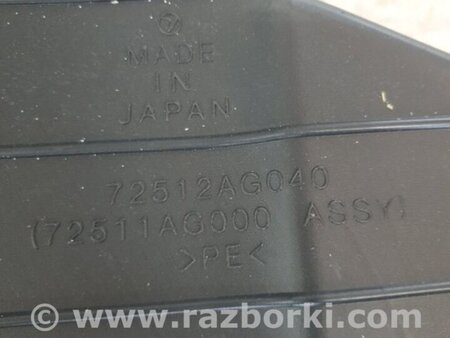 MADE
IN
JAPAN
72512AG040
(72511AG000 ASSY)
>PE<
www.razborki.com